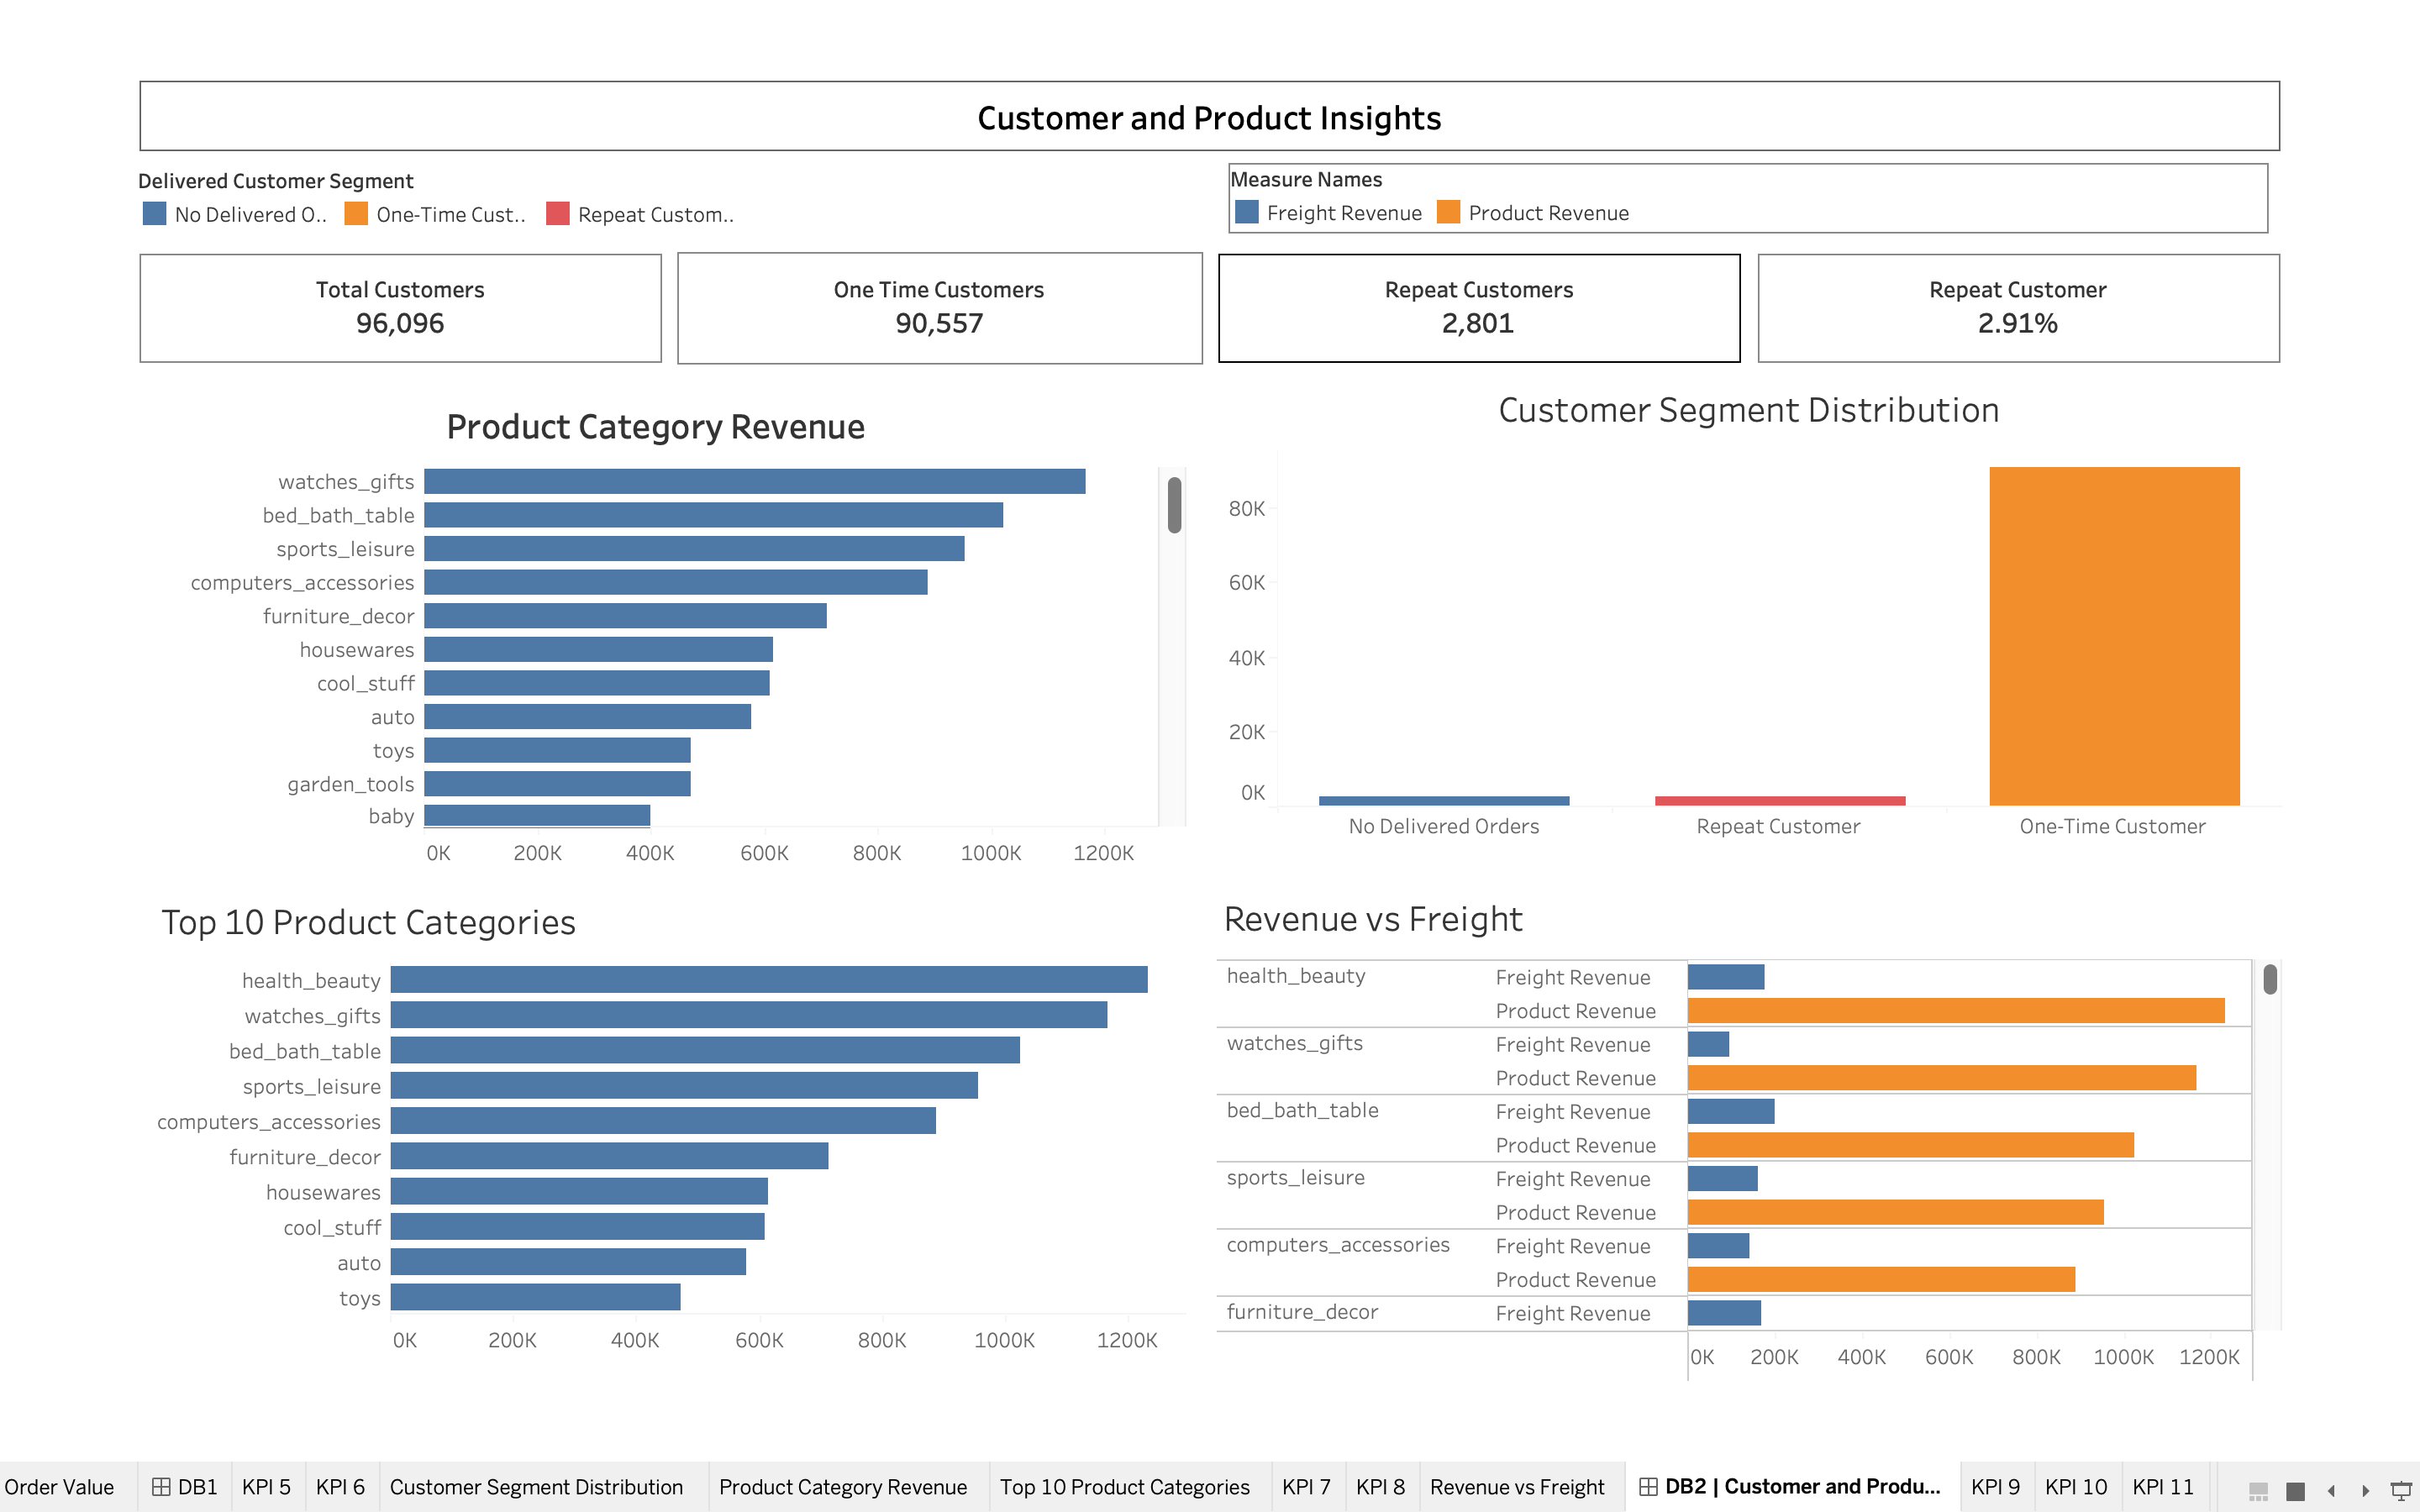 Customer and Product Insights
Delivered Customer Segment
No Delivered O..
One-Time Cust..
Repeat Custom..
Measure Names
Freight Revenue
Product Revenue
Total Customers
96,096
One Time Customers
90,557
Repeat Customers
2,801
Repeat Customer
2.91%
Product Category Revenue
watches_gifts
bed_bath_table
sports_leisure
computers_accessories
furniture_decor
housewares
cool_stuff
auto
toys
garden_tools
baby
0K 200K 400K 600K 800K 1000K 1200K
Customer Segment Distribution
80K
60K
40K
20K
0K
No Delivered Orders Repeat Customer One-Time Customer
Top 10 Product Categories
health_beauty
watches_gifts
bed_bath_table
sports_leisure
computers_accessories
furniture_decor
housewares
cool_stuff
auto
toys
0K 200K 400K 600K 800K 1000K 1200K
Revenue vs Freight
health_beauty Freight Revenue
Product Revenue
watches_gifts Freight Revenue
Product Revenue
bed_bath_table Freight Revenue
Product Revenue
sports_leisure Freight Revenue
Product Revenue
computers_accessories Freight Revenue
Product Revenue
furniture_decor Freight Revenue
0K 200K 400K 600K 800K 1000K 1200K
Order Value DB1 KPI 5 KPI 6 Customer Segment Distribution Product Category Revenue Top 10 Product Categories KPI 7 KPI 8 Revenue vs Freight DB2 | Customer and Produ... KPI 9 KPI 10 KPI 11